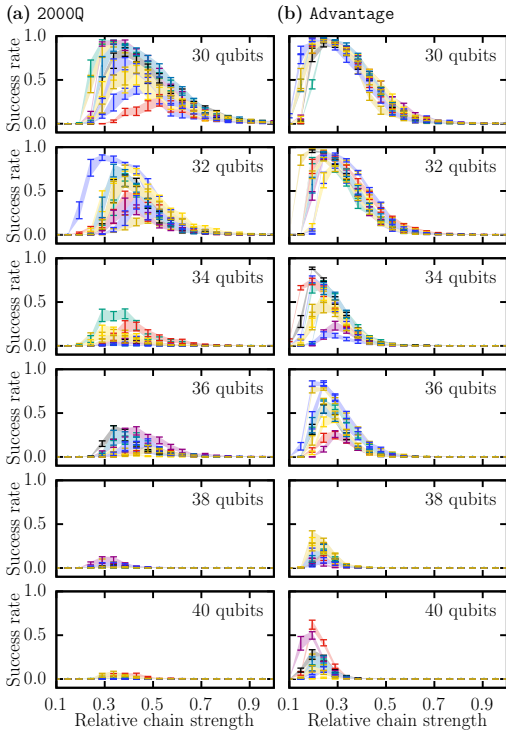 (a) 2000Q
(b) Advantage
Success rate
1.0
0.5
0.0
30 qubits
30 qubits
Success rate
1.0
0.5
0.0
32 qubits
32 qubits
Success rate
1.0
0.5
0.0
34 qubits
34 qubits
Success rate
1.0
0.5
0.0
36 qubits
36 qubits
Success rate
1.0
0.5
0.0
38 qubits
38 qubits
Success rate
1.0
0.5
0.0
40 qubits
40 qubits
0.1 0.3 0.5 0.7 0.9
0.1 0.3 0.5 0.7 0.9
Relative chain strength
Relative chain strength